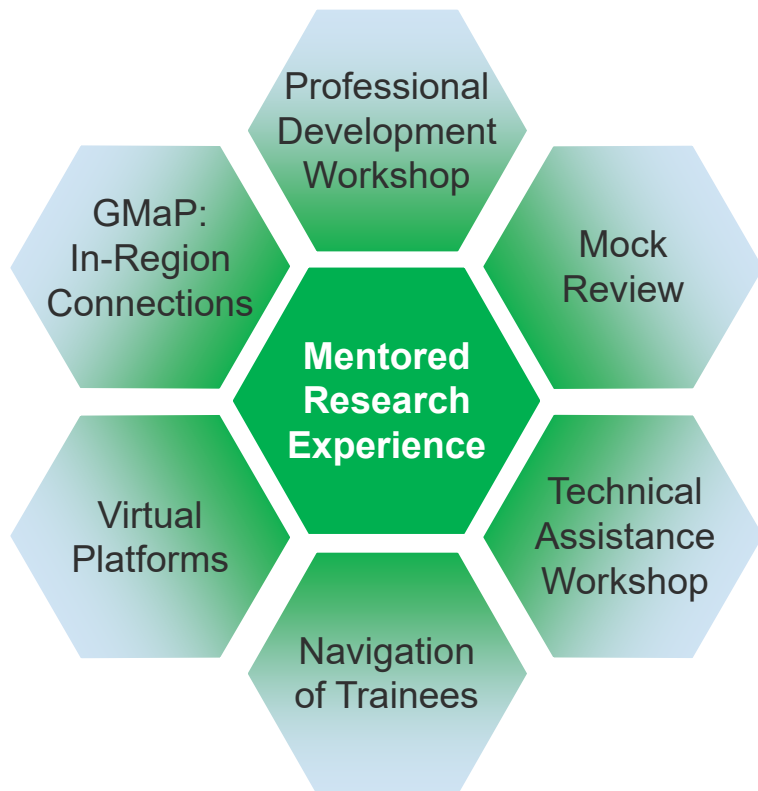 Professional
Development
Workshop
GMaP:
In-Region
Connections
Mock
Review
Mentored
Research
Experience
Virtual
Platforms
Technical
Assistance
Workshop
Navigation
of Trainees